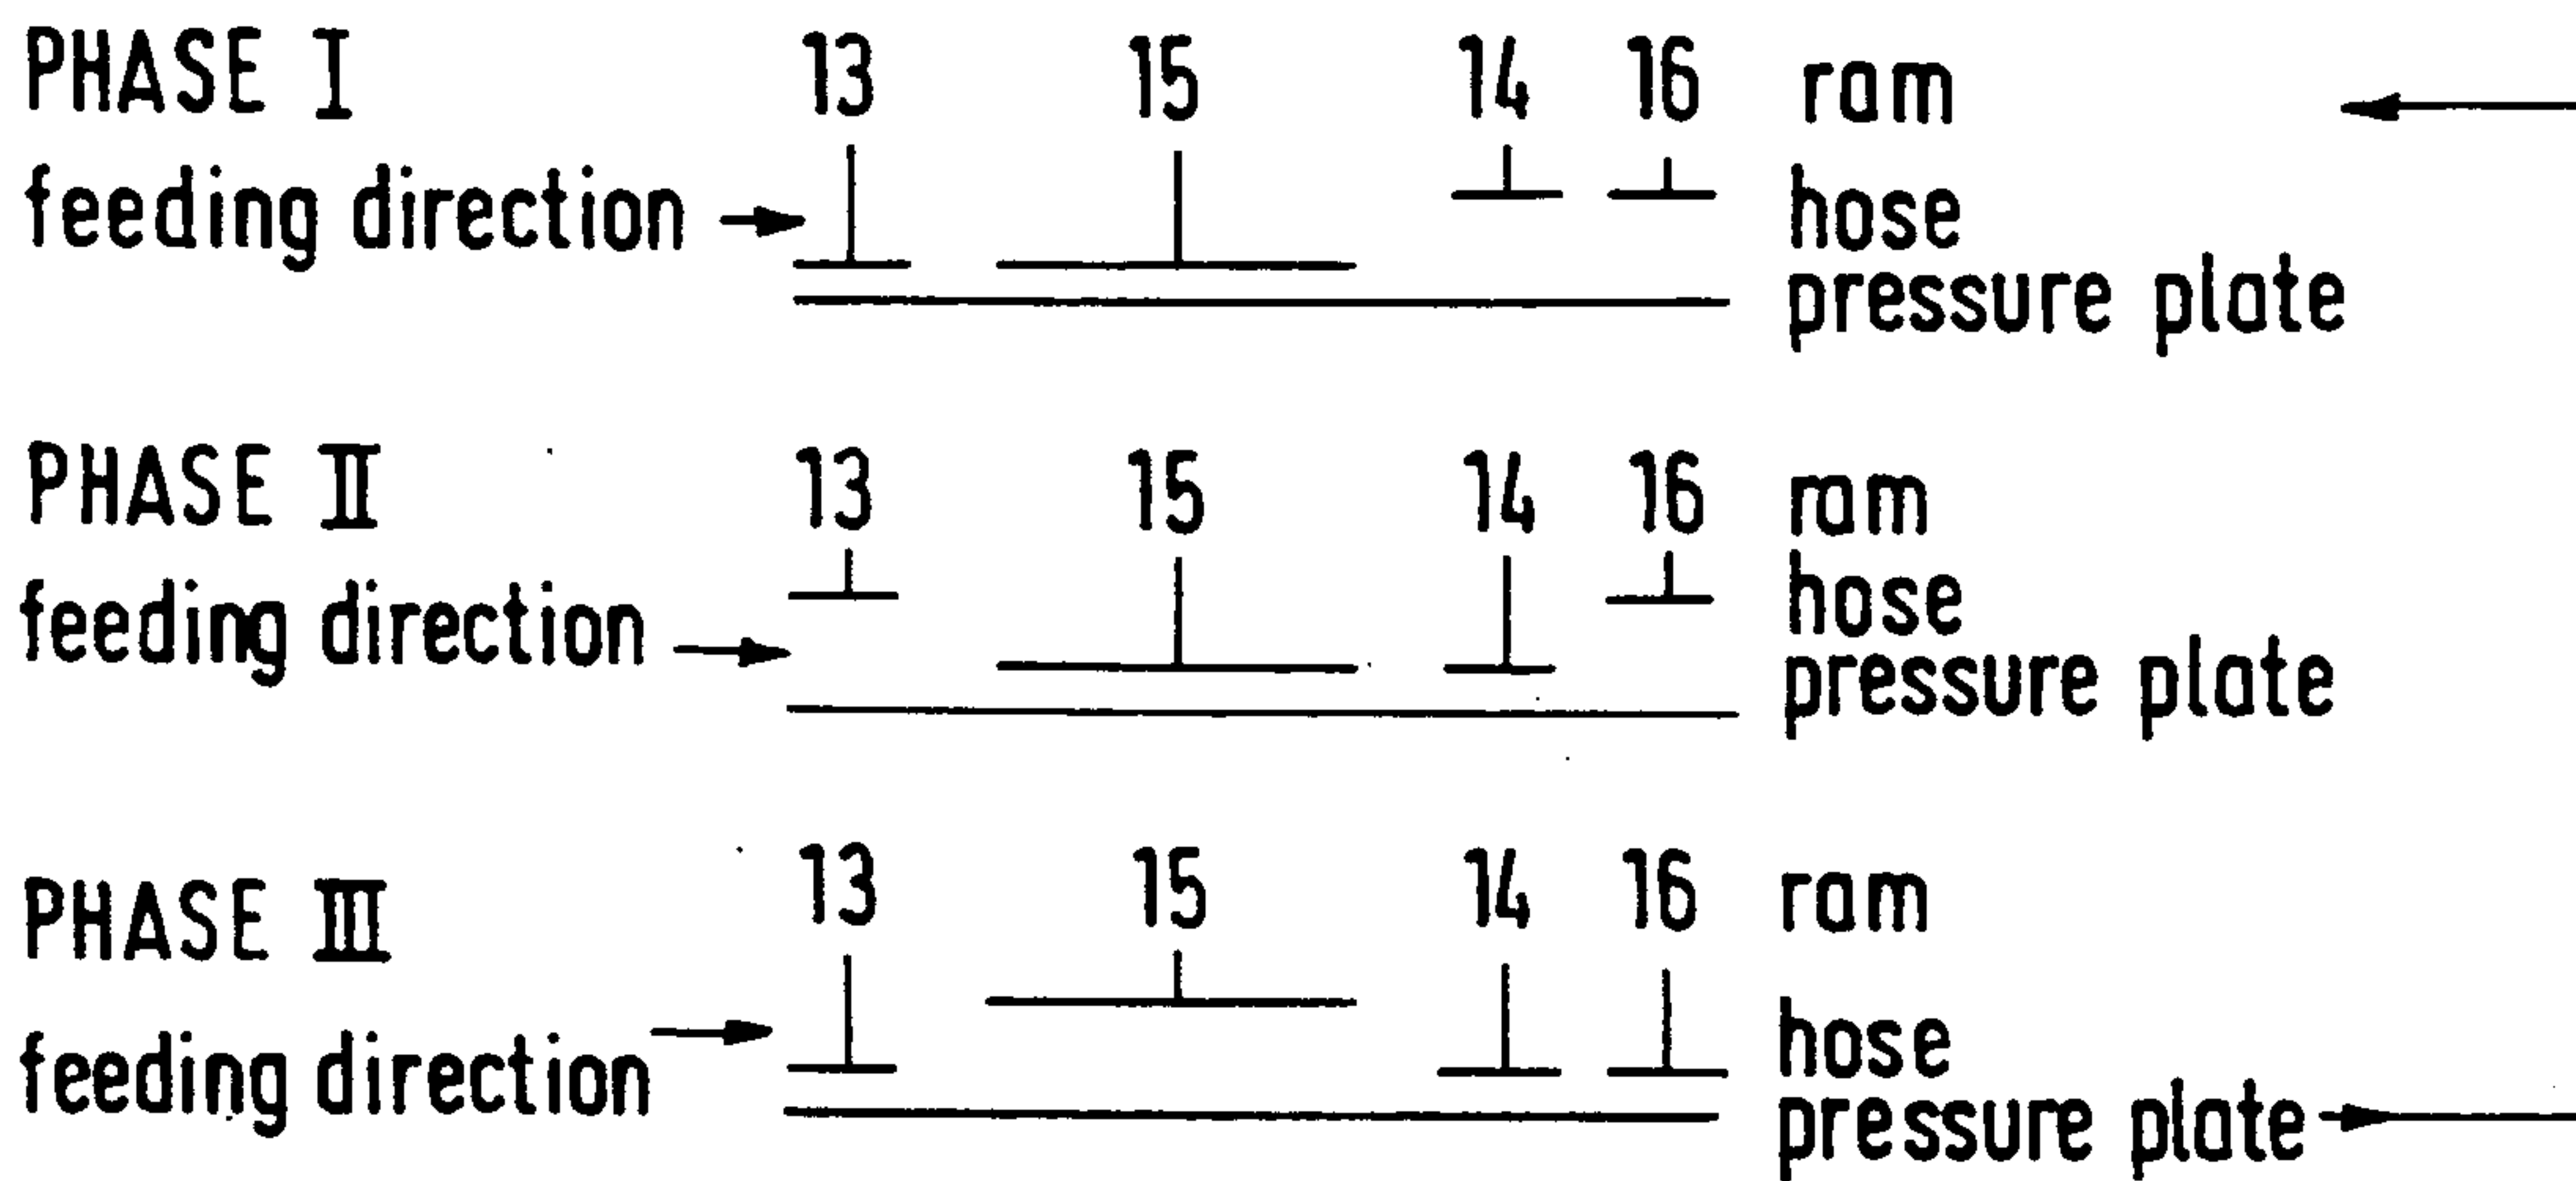 PHASE I 13 15 14 16 ram
feeding direction hose
pressure plate
PHASE II 13 15 14 16 ram
hose
feeding direction
pressure plate
PHASE III 13 15 14 16 ram
hose
feeding direction
pressure plate